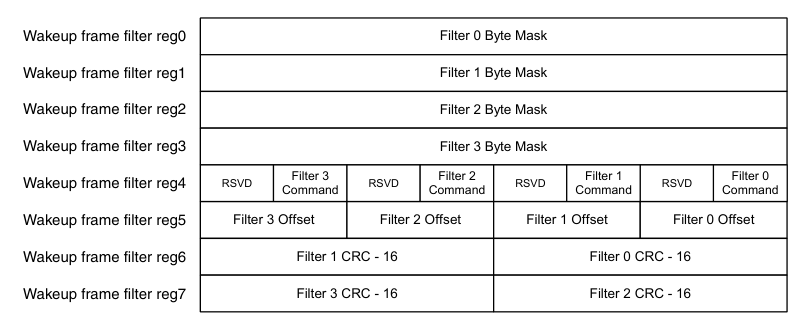 Wakeup frame filter reg0 Filter 0 Byte Mask
Wakeup frame filter reg1 Filter 1 Byte Mask
Wakeup frame filter reg2 Filter 2 Byte Mask
Wakeup frame filter reg3 Filter 3 Byte Mask
Wakeup frame filter reg4 RSVD Filter 3 Command RSVD Filter 2 Command RSVD Filter 1 Command RSVD Filter 0 Command
Wakeup frame filter reg5 Filter 3 Offset Filter 2 Offset Filter 1 Offset Filter 0 Offset
Wakeup frame filter reg6 Filter 1 CRC - 16 Filter 0 CRC - 16
Wakeup frame filter reg7 Filter 3 CRC - 16 Filter 2 CRC - 16